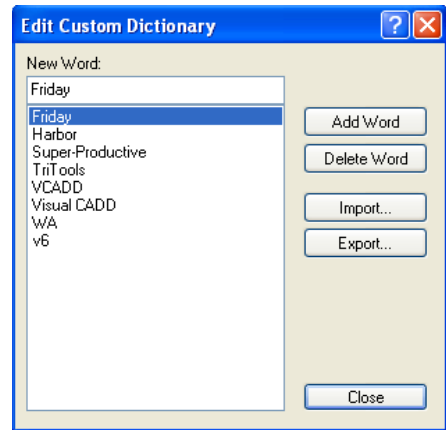 Edit Custom Dictionary
New Word:
Friday
Friday
Harbor
Super-Productive
TriTools
VCADD
Visual CADD
WA
v6
Add Word
Delete Word
Import...
Export...
Close